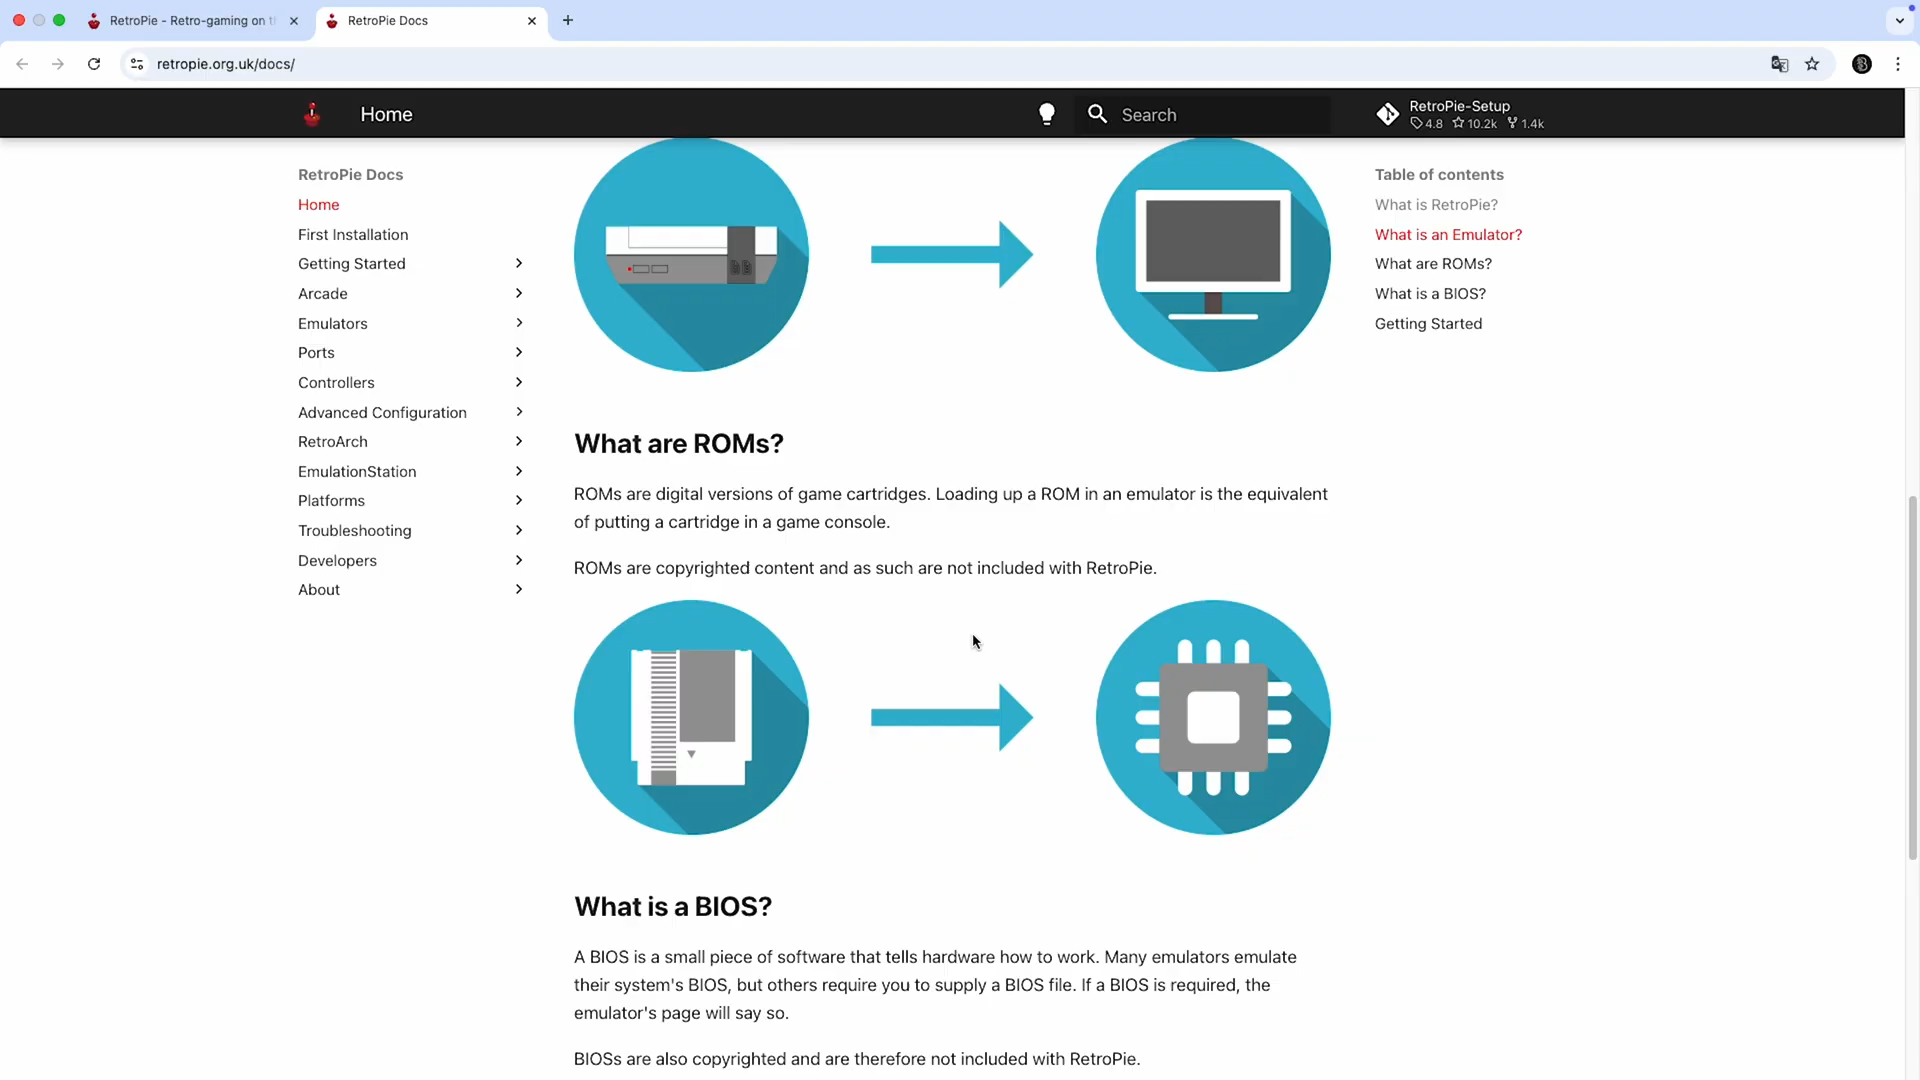 RetroPie - Retro-gaming on t
RetroPie Docs
retropie.org.uk/docs/
Home
Search
RetroPie-Setup
4.8 10.2k 1.4k
RetroPie Docs
Home
First Installation
Getting Started
Arcade
Emulators
Ports
Controllers
Advanced Configuration
RetroArch
EmulationStation
Platforms
Troubleshooting
Developers
About
What are ROMs?
ROMs are digital versions of game cartridges. Loading up a ROM in an emulator is the equivalent
of putting a cartridge in a game console.
ROMs are copyrighted content and as such are not included with RetroPie.
What is a BIOS?
A BIOS is a small piece of software that tells hardware how to work. Many emulators emulate
their system's BIOS, but others require you to supply a BIOS file. If a BIOS is required, the
emulator's page will say so.
BIOSs are also copyrighted and are therefore not included with RetroPie.
Table of contents
What is RetroPie?
What is an Emulator?
What are ROMs?
What is a BIOS?
Getting Started